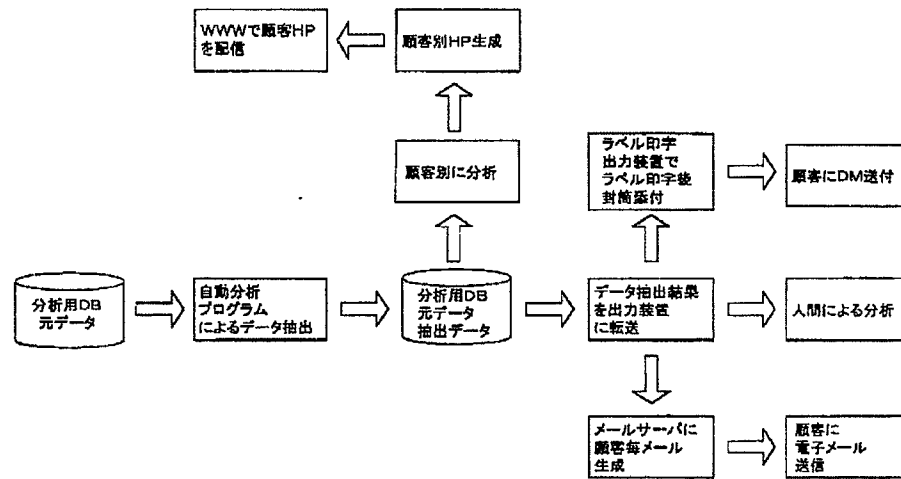 WWWで顧客HP
を配信
顧客別HP生成
顧客別に分析
ラベル印字
出力装置で
ラベル印字後
封筒添付
顧客にDM送付
分析用DB
元データ
自動分析
プログラム
によるデータ抽出
分析用DB
元データ
抽出データ
データ抽出結果
を出力装置
に転送
人間による分析
メールサーバに
顧客毎メール
生成
顧客に
電子メール
送信